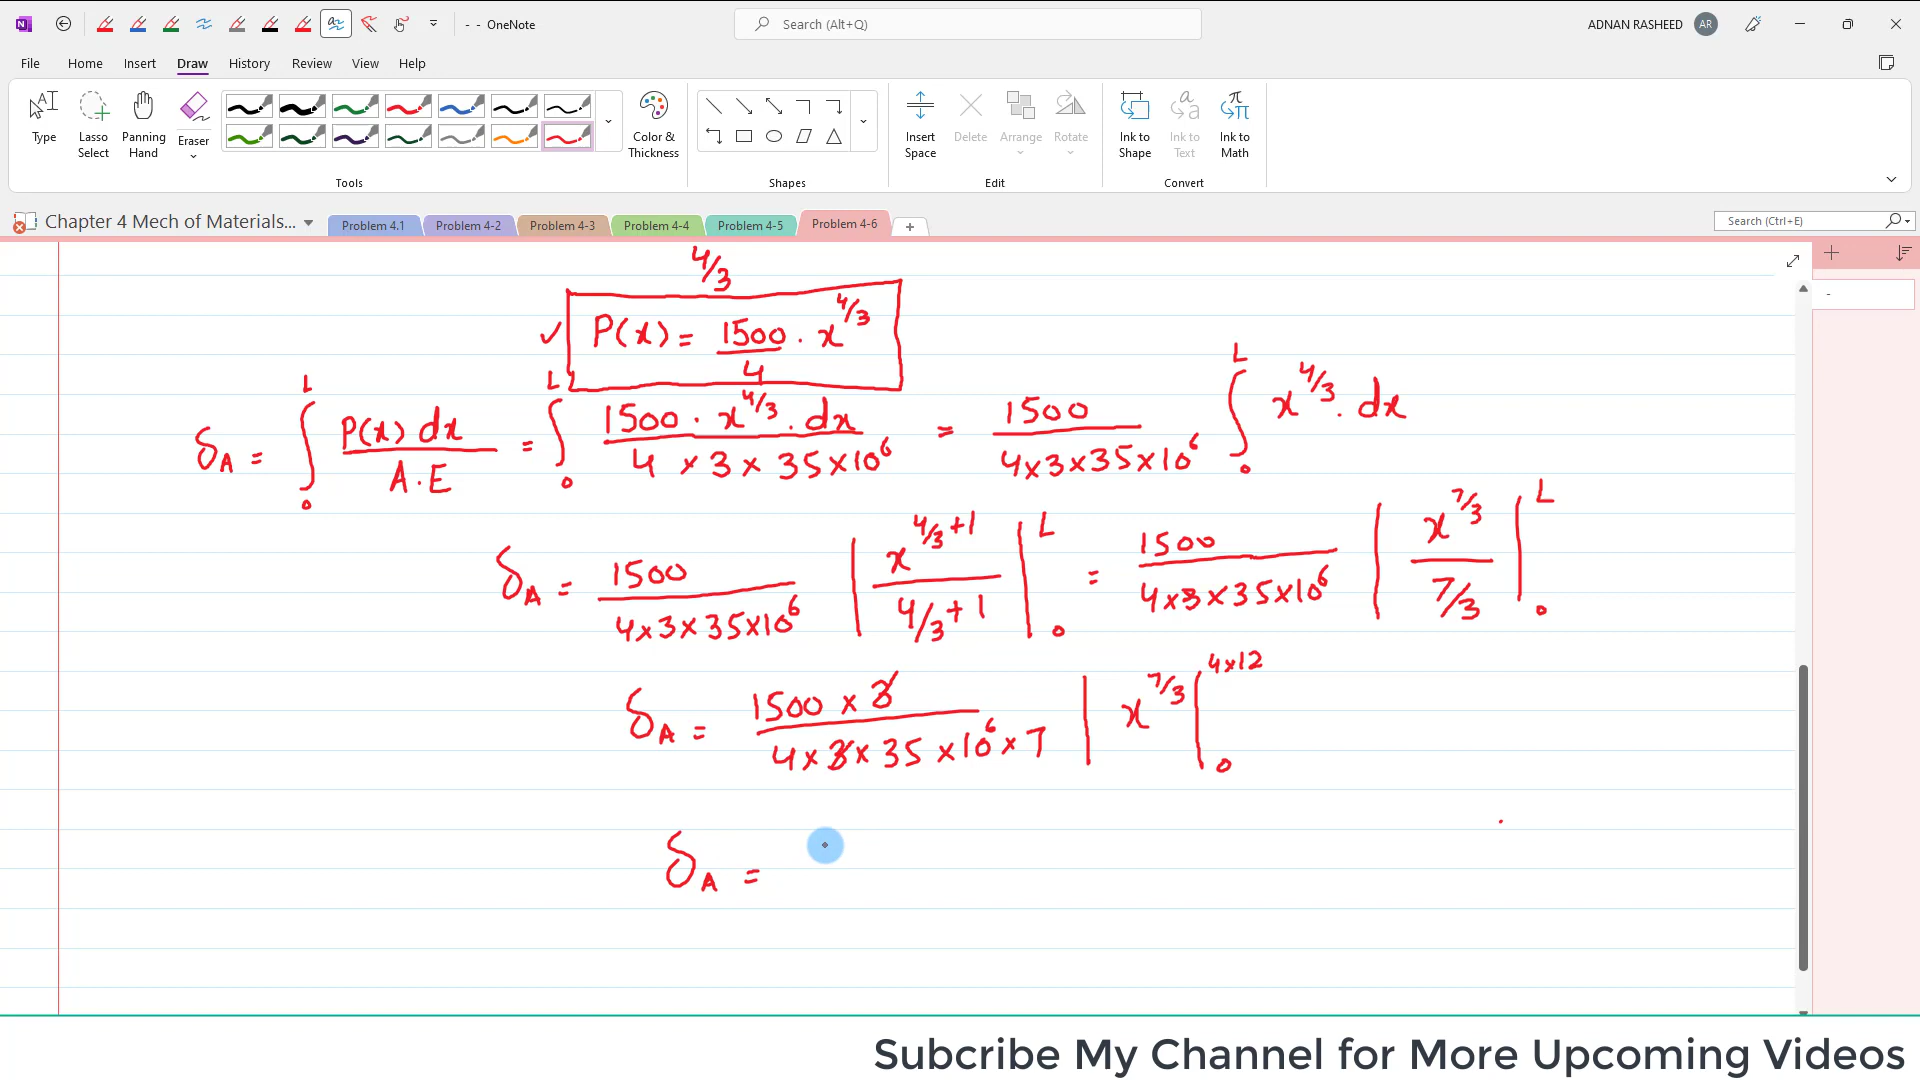 - - OneNote
Search (Alt+Q)
ADNAN RASHEED AR
File Home Insert Draw History Review View Help
Type Lasso Select Panning Hand Eraser Color & Thickness Insert Space Delete Arrange Rotate Ink to Shape Ink to Text Ink to Math
Tools Shapes Edit Convert
Chapter 4 Mech of Materials... Problem 4.1 Problem 4-2 Problem 4-3 Problem 4-4 Problem 4-5 Problem 4-6 + Search (Ctrl+E)
4/3
✓ P(x) = 1500/4 · x^4/3
δA = ∫₀ᴸ P(x) dx / A·E = ∫₀ᴸ 1500 · x^4/3 · dx / 4 × 3 × 35×10⁶ = 1500 / 4×3×35×10⁶ ∫₀ᴸ x^4/3 · dx
δA = 1500 / 4×3×35×10⁶ | x^4/3+1 / 4/3+1 |₀ᴸ = 1500 / 4×3×35×10⁶ | x^7/3 / 7/3 |₀ᴸ
δA = 1500 × 3 / 4×3×35×10⁶×7 | x^7/3 |₀^4×12
δA =
Subcribe My Channel for More Upcoming Videos